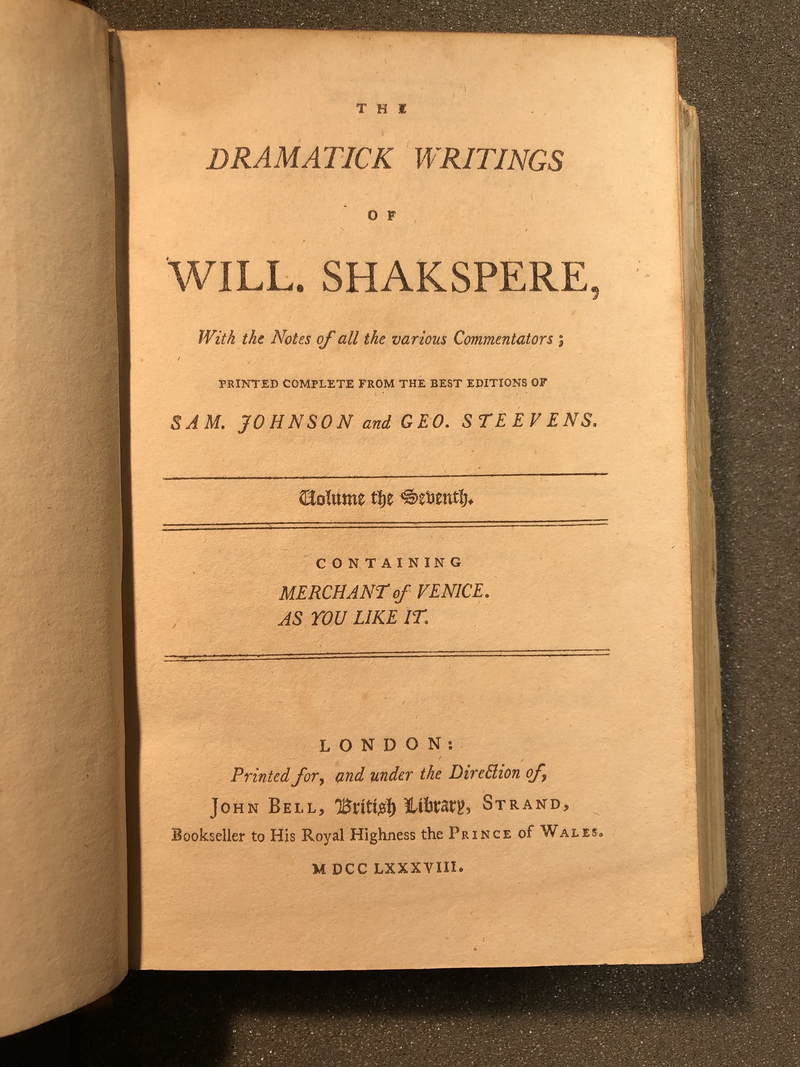 THE
DRAMATICK WRITINGS
OF
WILL. SHAKSPERE,
With the Notes of all the various Commentators;
PRINTED COMPLETE FROM THE BEST EDITIONS OF
SAM. JOHNSON and GEO. STEEVENS.
Volume the Seventh.
CONTAINING
MERCHANT of VENICE.
AS YOU LIKE IT.
LONDON:
Printed for, and under the Direction of,
JOHN BELL, British Library, STRAND,
Bookseller to His Royal Highness the PRINCE of WALES.
MDCCLXXXVIII.